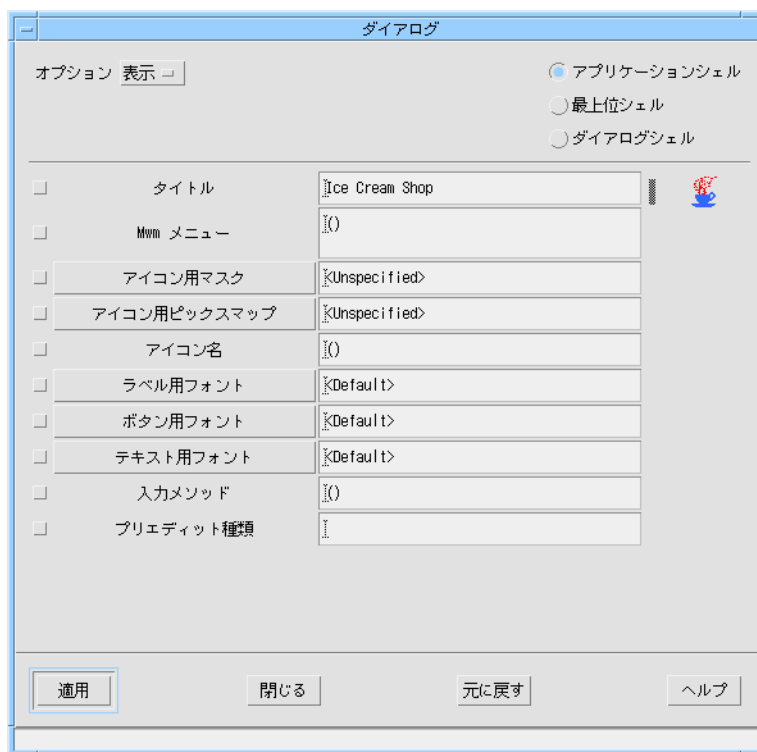 ダイアログ
オプション 表示
アプリケーションシェル
最上位シェル
ダイアログシェル
タイトル Ice Cream Shop
Mwm メニュー ()
アイコン用マスク <Unspecified>
アイコン用ピックスマップ <Unspecified>
アイコン名 ()
ラベル用フォント <Default>
ボタン用フォント <Default>
テキスト用フォント <Default>
入力メソッド ()
プリエディット種類
適用 閉じる 元に戻す ヘルプ